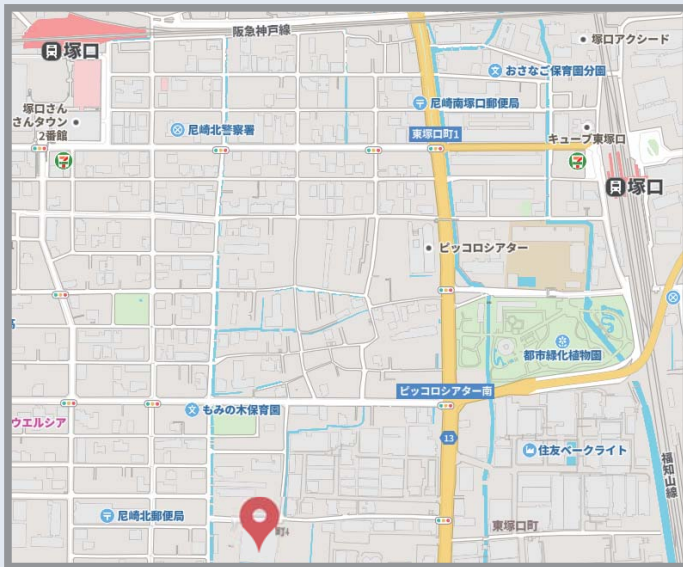 阪急神戸線
塚口
塚口アクシード
おさなご保育園分園
塚口さん
さんタウン
2番館
尼崎南塚口郵便局
尼崎北警察署
東塚口町1
キューブ東塚口
塚口
ピッコロシアター
都市緑化植物園
ピッコロシアター南
もみの木保育園
ウエルシア
13
住友ベークライト
福知山線
尼崎北郵便局
東塚口町
町4